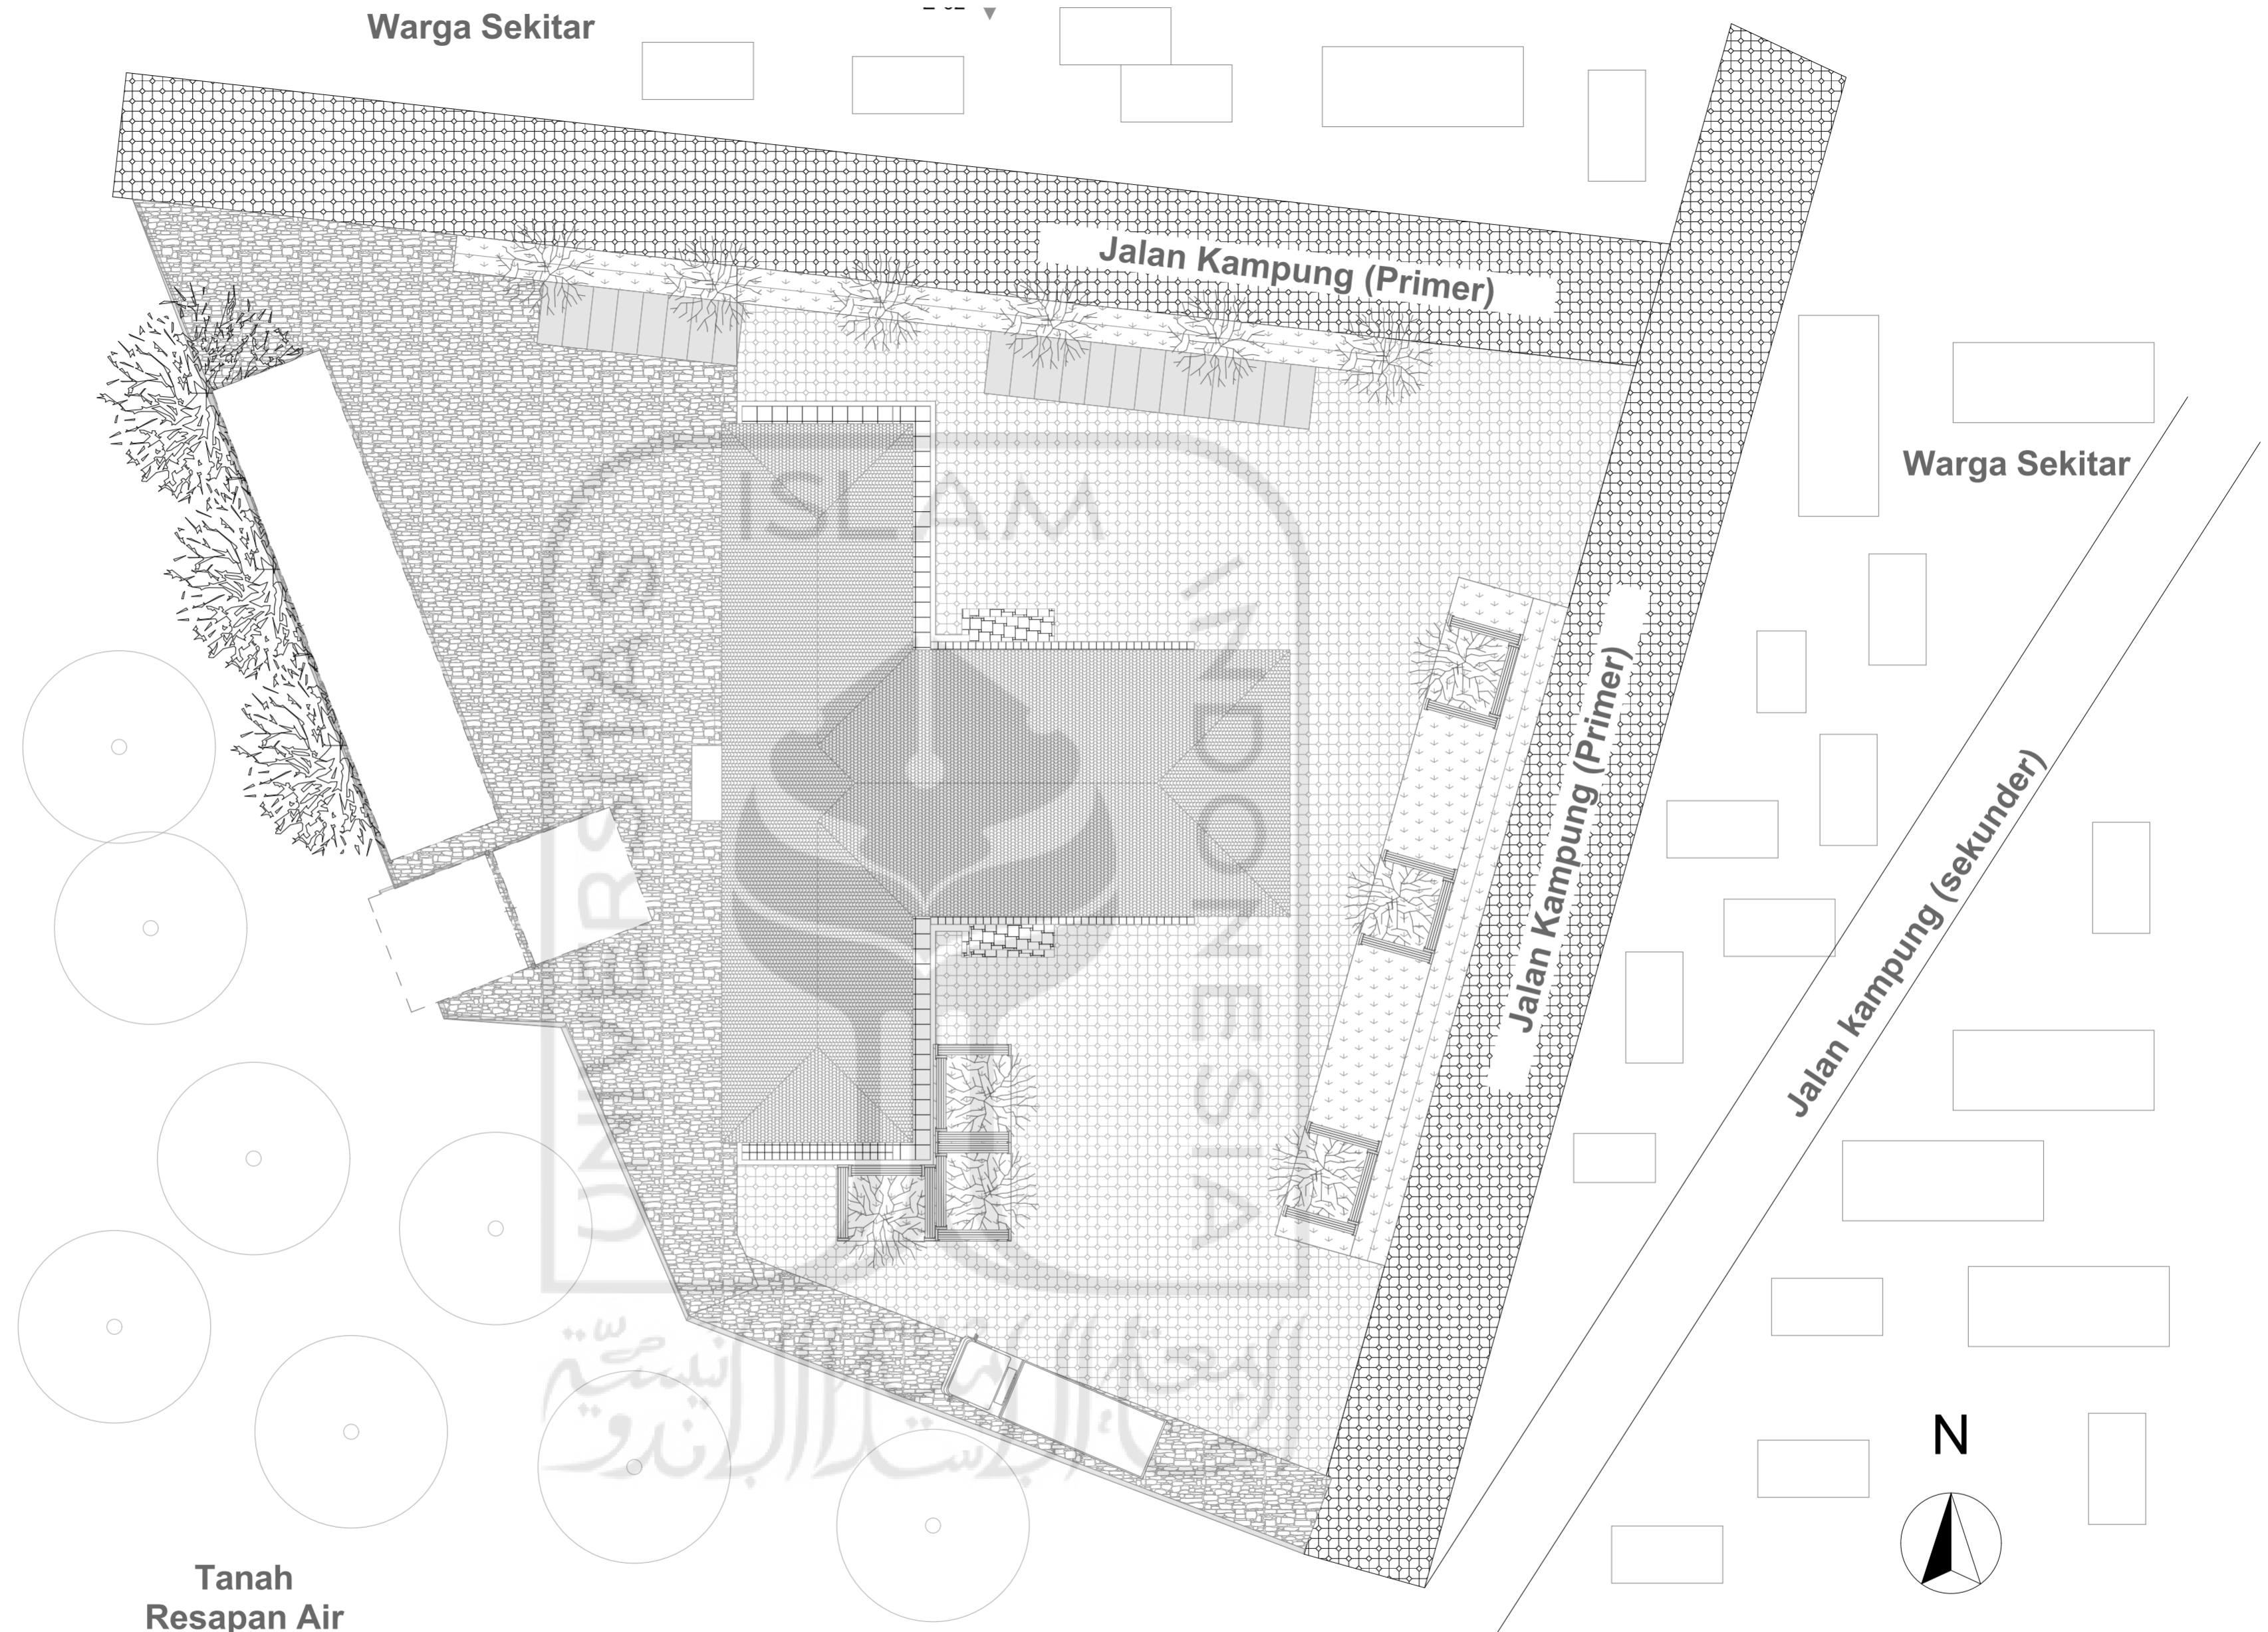 Warga Sekitar
Jalan Kampung (Primer)
Warga Sekitar
Jalan Kampung (Primer)
Jalan kampung (sekunder)
UNIVERSITAS
ISLAM
INDONESIA
N
Tanah
Resapan Air